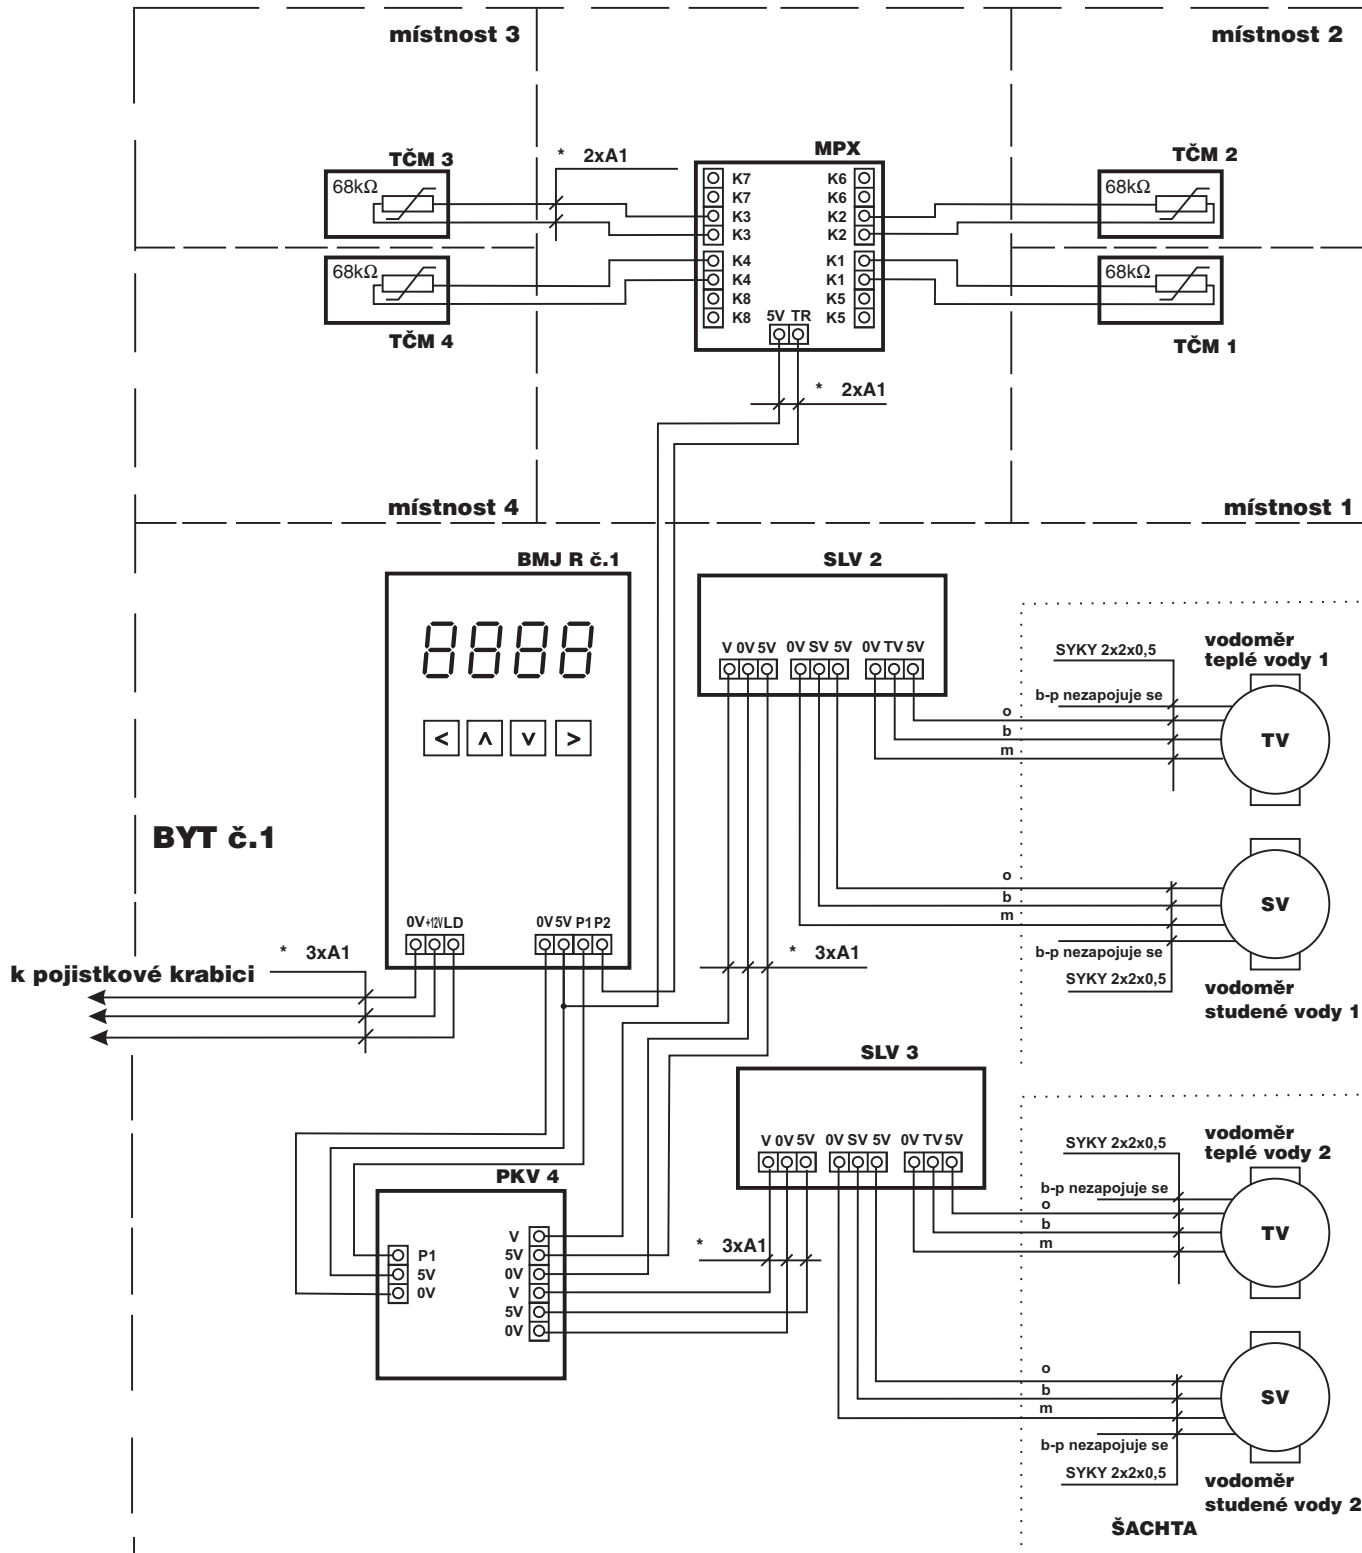 místnost 3
místnost 2
TČM 3
* 2xA1
MPX
TČM 2
68kΩ
K7
K7
K3
K3
K4
K4
K8
K8
K6
K6
K2
K2
K1
K1
K5
K5
68kΩ
68kΩ
68kΩ
5V TR
TČM 4
TČM 1
* 2xA1
místnost 4
místnost 1
BMJ R č.1
SLV 2
8888
V 0V 5V 0V SV 5V 0V TV 5V
SYKY 2x2x0,5
vodoměr
teplé vody 1
b-p nezapojuje se
o
b
m
TV
< ʌ v >
BYT č.1
o
b
m
SV
0V +12V LD
0V 5V P1 P2
* 3xA1
* 3xA1
k pojistkové krabici
b-p nezapojuje se
SYKY 2x2x0,5
vodoměr
studené vody 1
SLV 3
V 0V 5V 0V SV 5V 0V TV 5V
SYKY 2x2x0,5
vodoměr
teplé vody 2
b-p nezapojuje se
o
b
m
TV
PKV 4
P1
5V
0V
V
5V
0V
V
5V
0V
* 3xA1
o
b
m
SV
b-p nezapojuje se
SYKY 2x2x0,5
vodoměr
studené vody 2
ŠACHTA